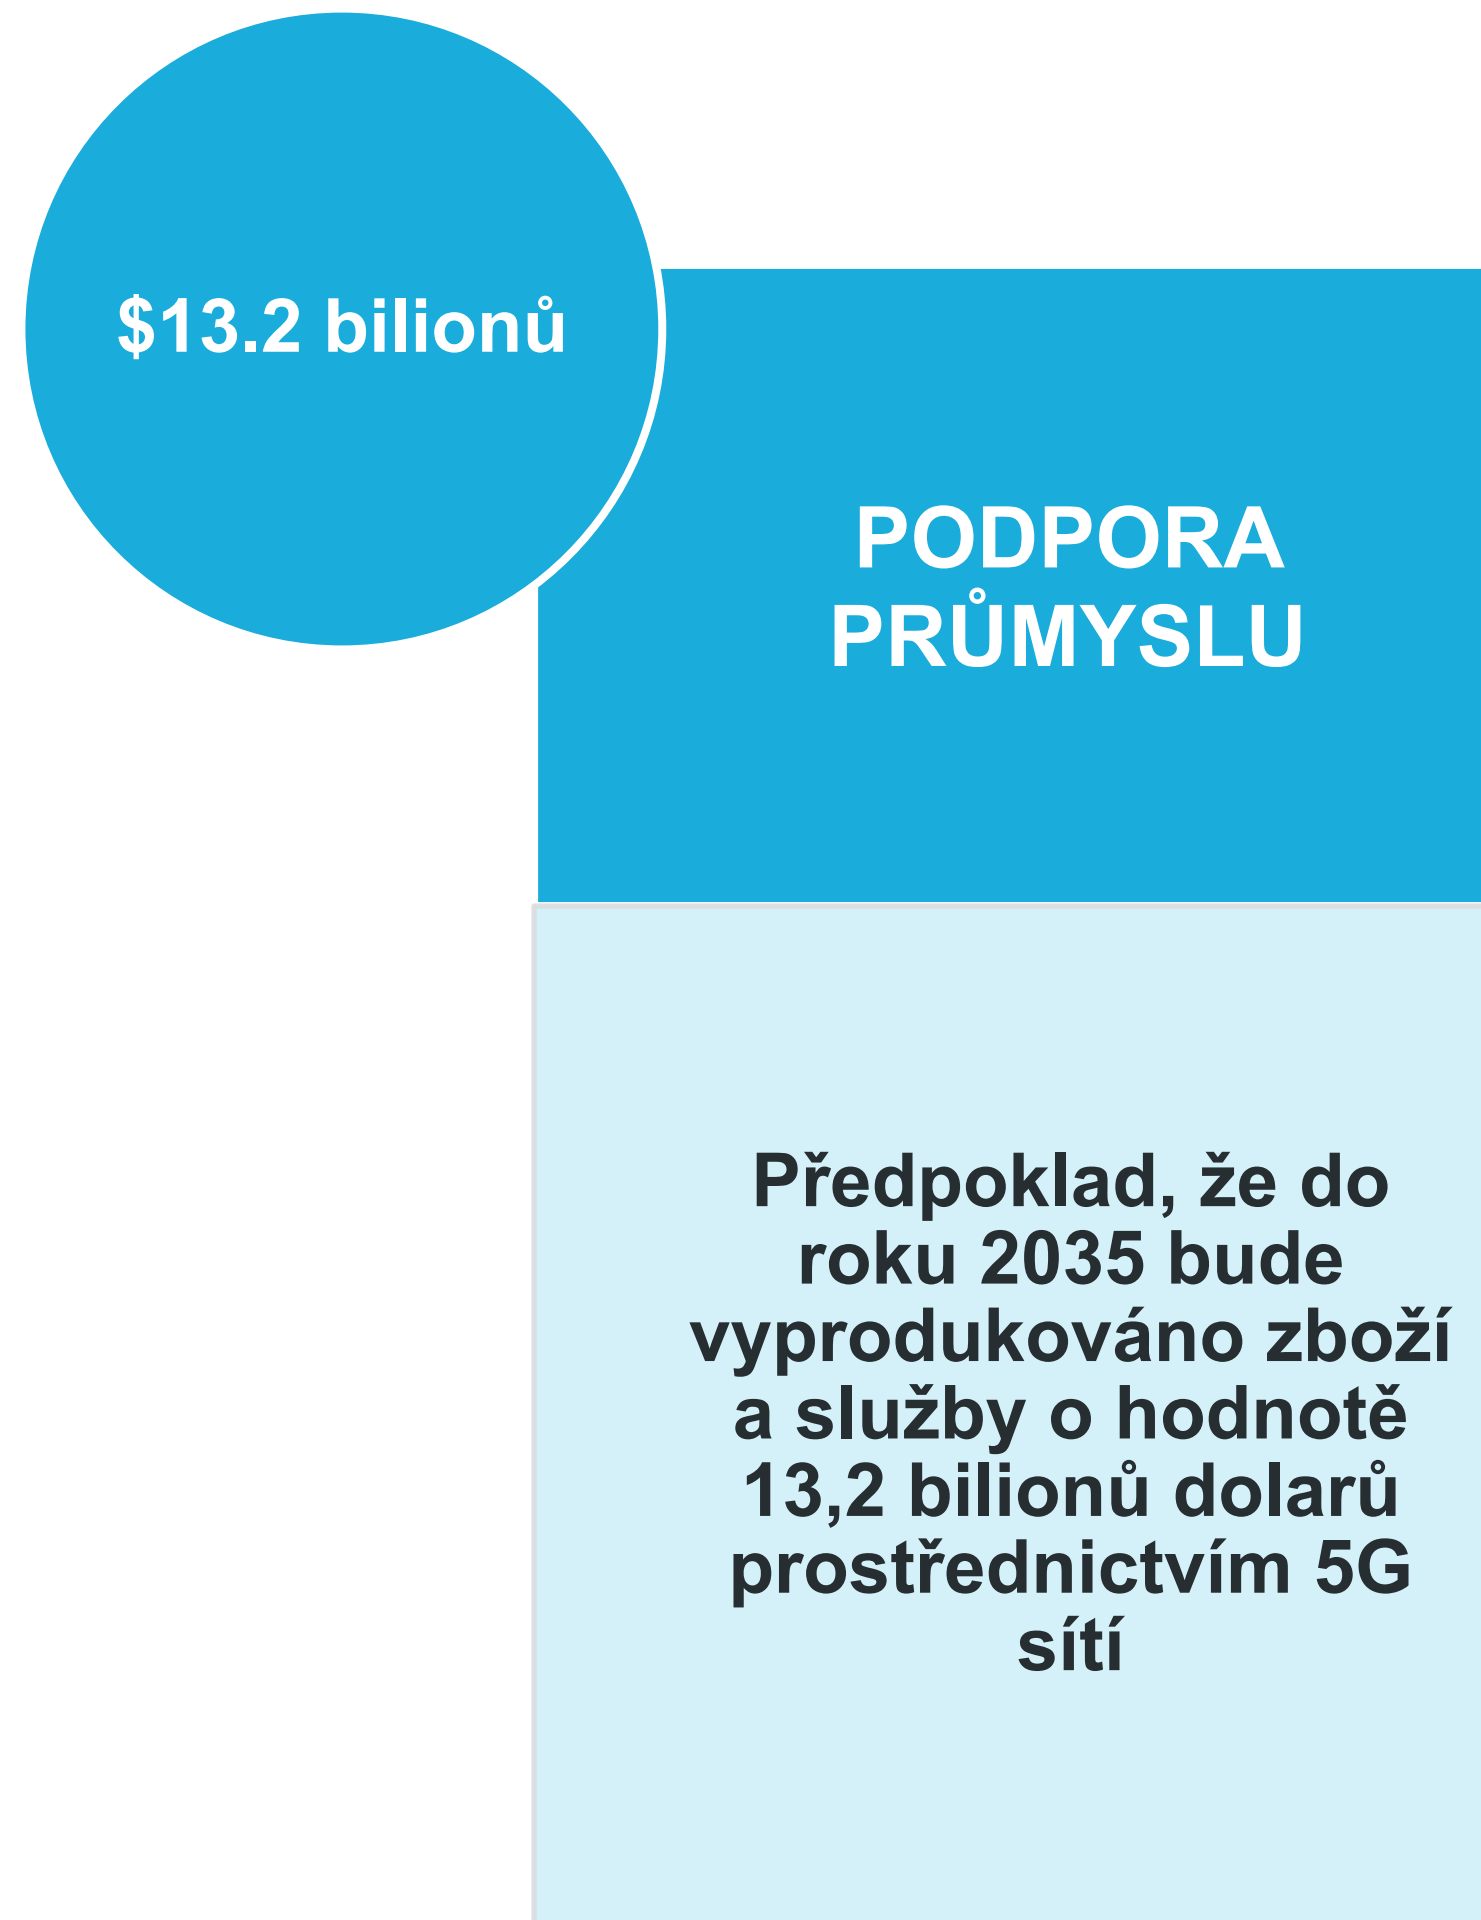 $13.2 bilionů
PODPORA
PRŮMYSLU
Předpoklad, že do
roku 2035 bude
vyprodukováno zboží
a služby o hodnotě
13,2 bilionů dolarů
prostřednictvím 5G
sítí